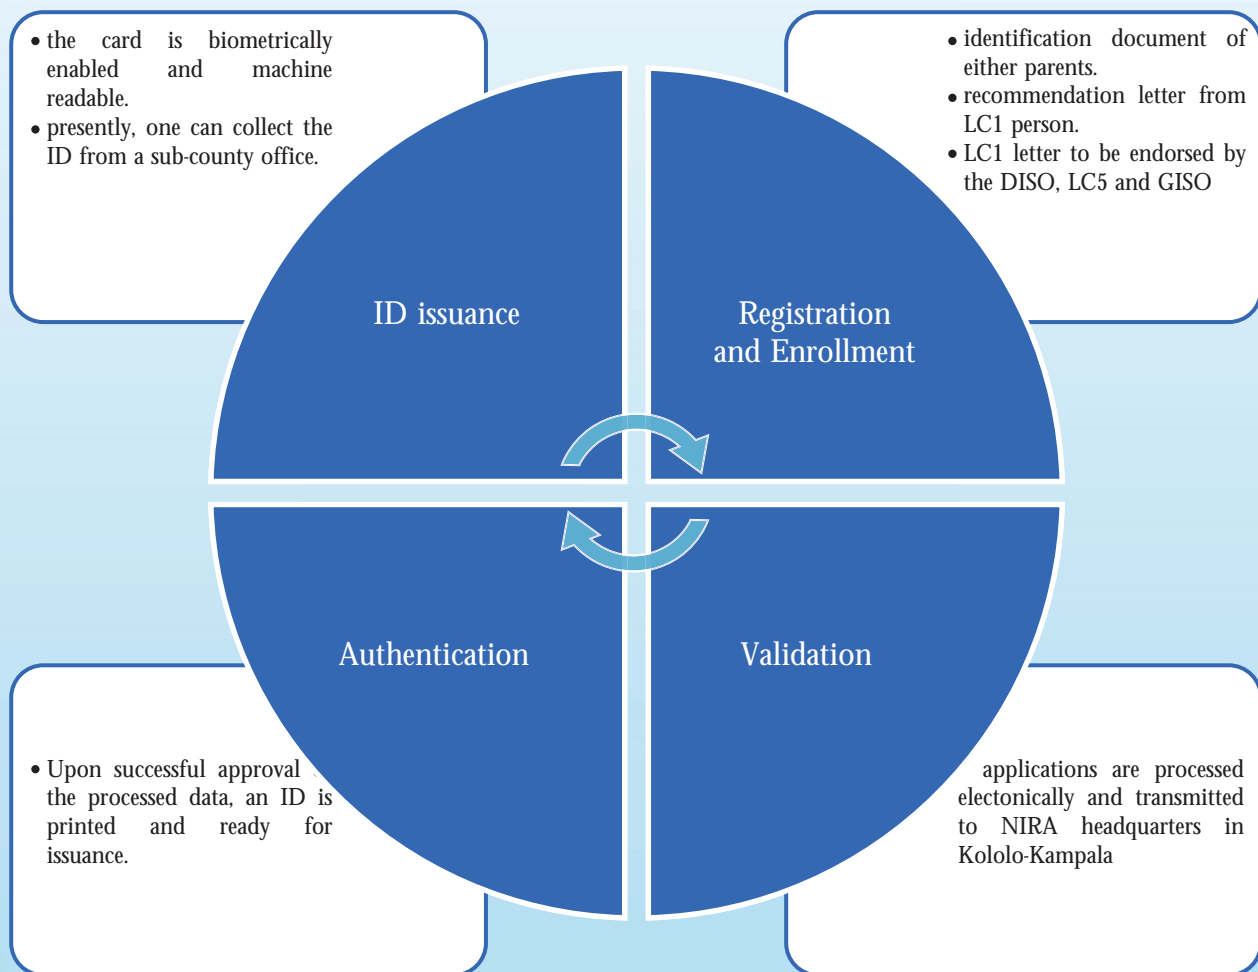 • the card is biometrically
enabled and machine
readable.
• presently, one can collect the
ID from a sub-county office.
• identification document of
either parents.
• recommendation letter from
LC1 person.
• LC1 letter to be endorsed by
the DISO, LC5 and GISO
ID issuance
Registration
and Enrollment
Authentication
Validation
• Upon successful approval
the processed data, an ID is
printed and ready for
issuance.
applications are processed
electonically and transmitted
to NIRA headquarters in
Kololo-Kampala